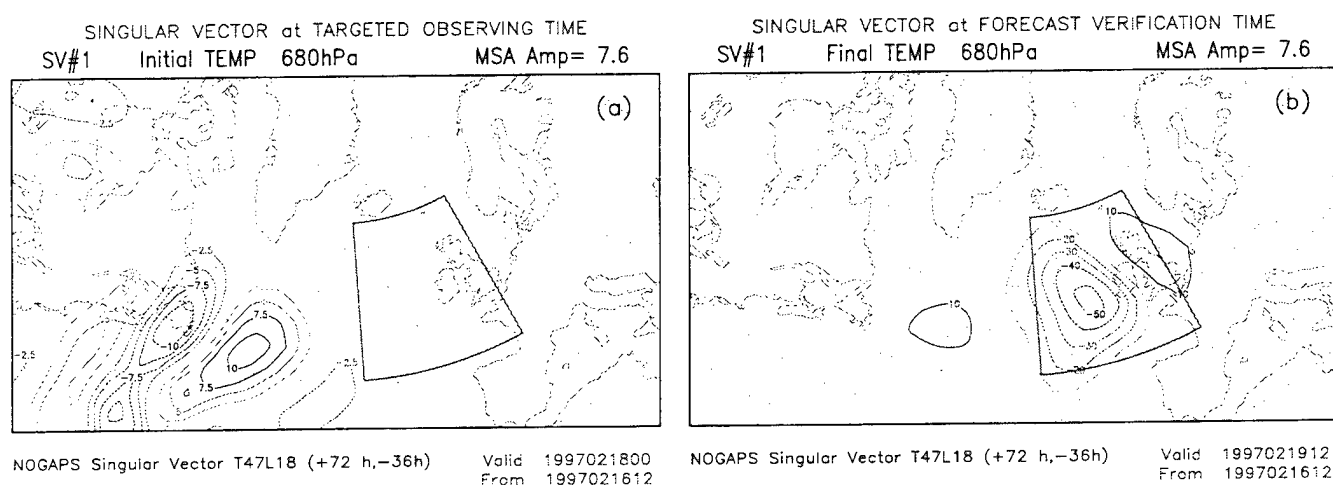 SINGULAR VECTOR at TARGETED OBSERVING TIME
SV#1 Initial TEMP 680hPa MSA Amp= 7.6
(a)
-2.5
-5
-7.5
-10
7.5
-2.5
-7.5
10
7.5
-2.5
5
NOGAPS Singular Vector T47L18 (+72 h,-36h) Valid 1997021800
From 1997021612
SINGULAR VECTOR at FORECAST VERIFICATION TIME
SV#1 Final TEMP 680hPa MSA Amp= 7.6
(b)
10
-40
10
-50
NOGAPS Singular Vector T47L18 (+72 h,-36h) Valid 1997021912
From 1997021612